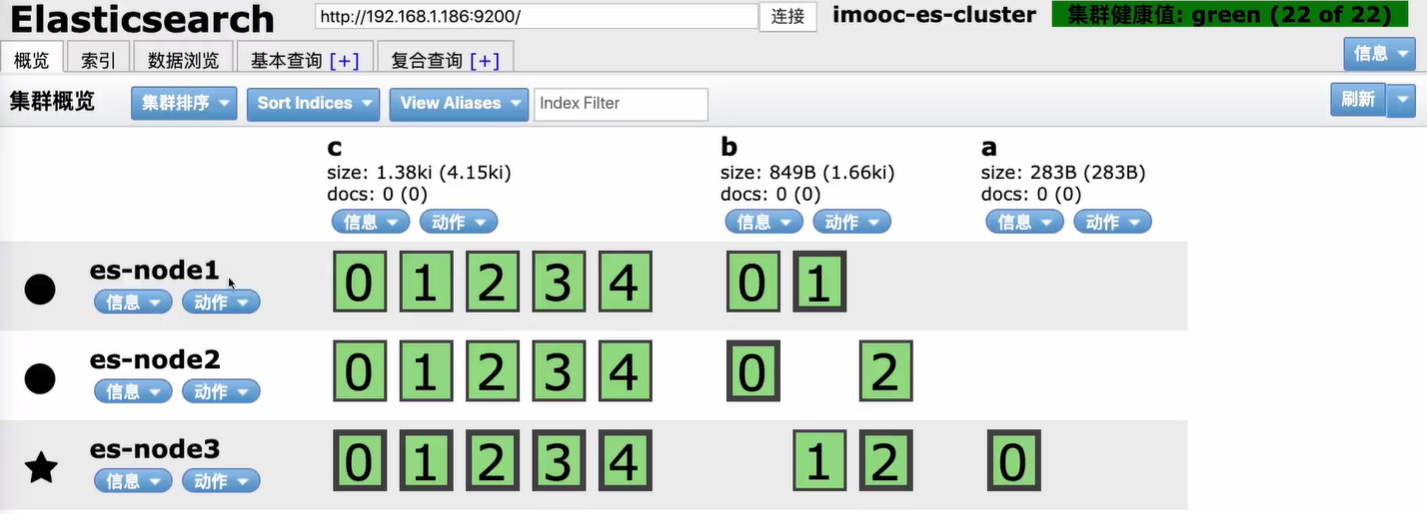 Elasticsearch http://192.168.1.186:9200/ 连接 imooc-es-cluster 集群健康值: green (22 of 22)
概览 索引 数据浏览 基本查询 [+] 复合查询 [+] 信息
集群概览 集群排序 Sort Indices View Aliases Index Filter 刷新
c b a
size: 1.38ki (4.15ki) size: 849B (1.66ki) size: 283B (283B)
docs: 0 (0) docs: 0 (0) docs: 0 (0)
信息 动作 信息 动作 信息 动作
es-node1 0 1 2 3 4 0 1
信息 动作
es-node2 0 1 2 3 4 0 2
信息 动作
es-node3 0 1 2 3 4 1 2 0
信息 动作